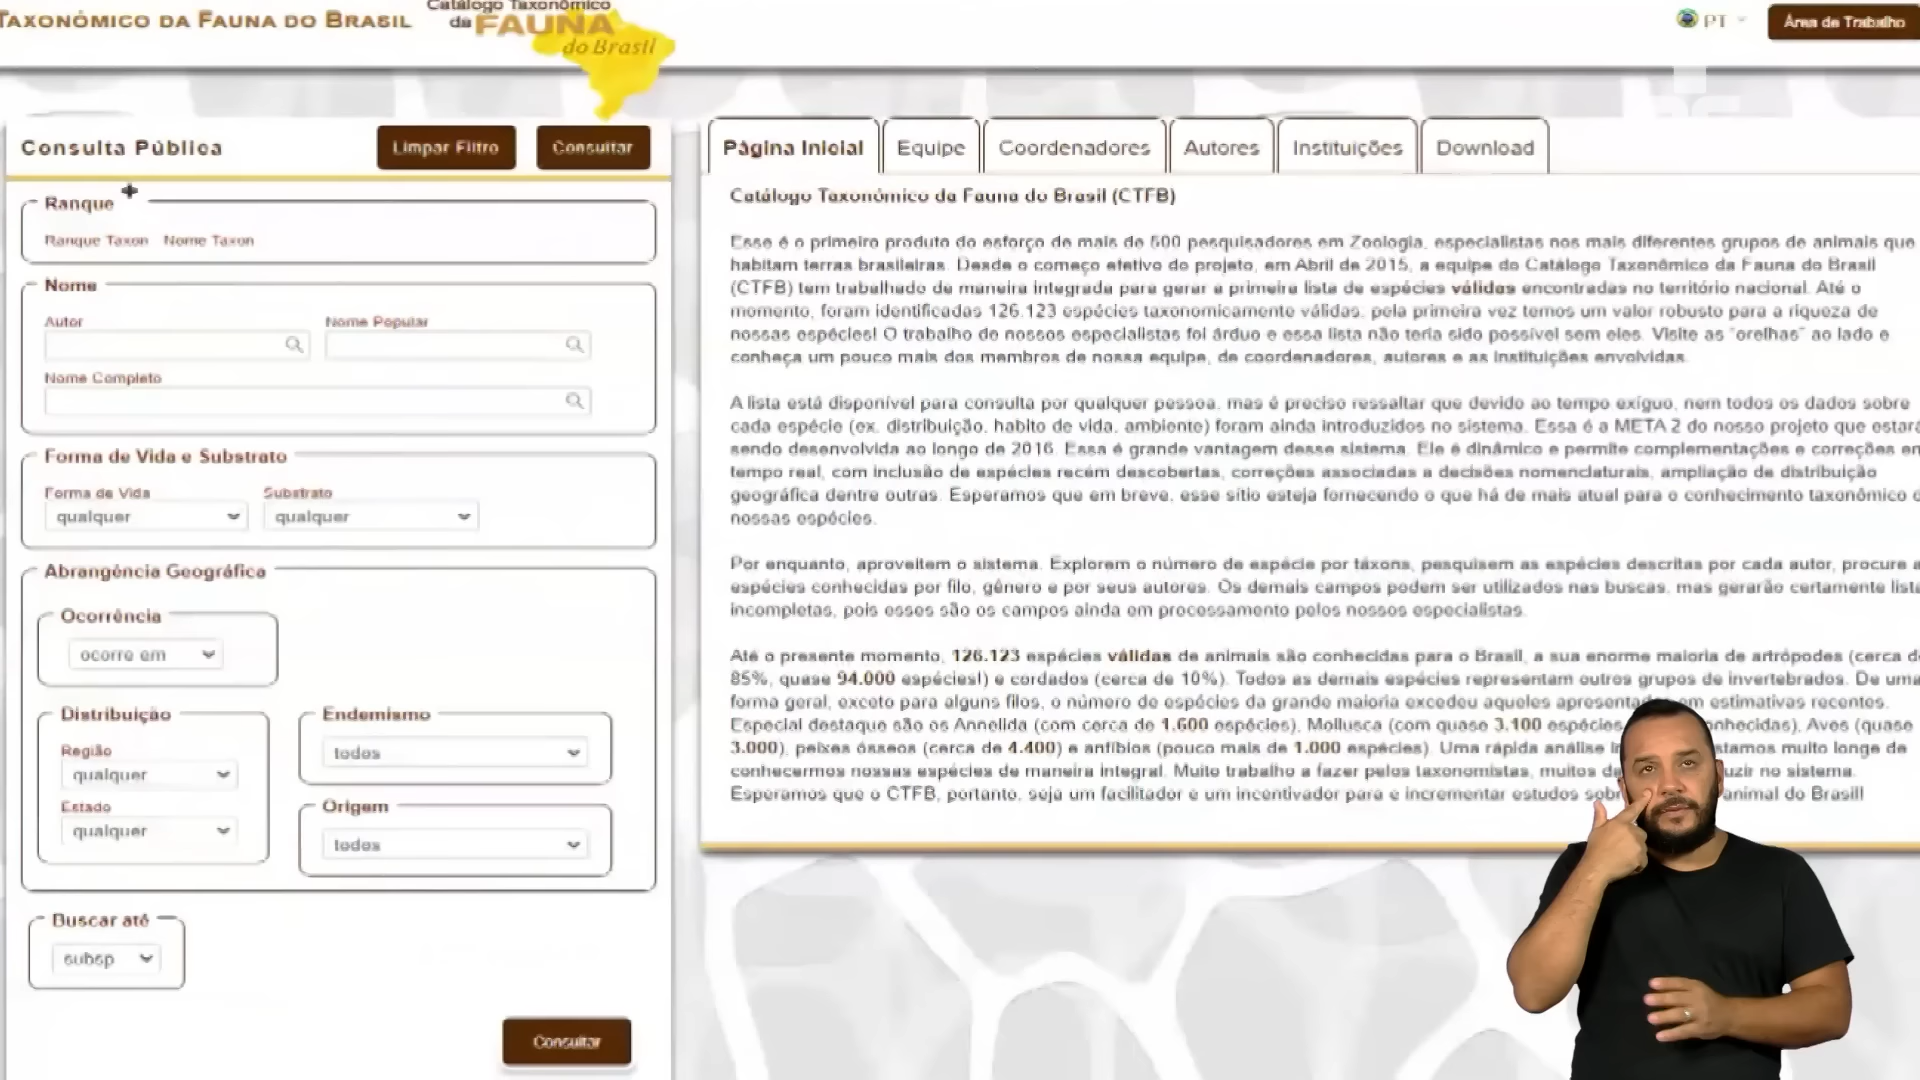 TAXONÔMICO DA FAUNA DO BRASIL
Catálogo Taxonômico
da FAUNA
do Brasil
PT
Área de Trabalho
Consulta Pública
Limpar Filtro
Consultar
Ranque
Ranque Taxon Nome Taxon
Nome
Autor
Nome Popular
Nome Completo
Forma de Vida e Substrato
Forma de Vida
Substrato
qualquer
qualquer
Abrangência Geográfica
Ocorrência
ocorre em
Distribuição
Endemismo
Região
todos
qualquer
Origem
Estado
qualquer
todos
Buscar até
subsp
Consultar
Página Inicial
Equipe
Coordenadores
Autores
Instituições
Download
Catálogo Taxonômico da Fauna do Brasil (CTFB)
Esse é o primeiro produto do esforço de mais de 500 pesquisadores em Zoologia, especialistas nos mais diferentes grupos de animais que
habitam terras brasileiras. Desde o começo efetivo do projeto, em Abril de 2015, a equipe do Catálogo Taxonômico da Fauna do Brasil
(CTFB) tem trabalhado de maneira integrada para gerar a primeira lista de espécies válidas encontradas no território nacional. Até o
momento, foram identificadas 126.123 espécies taxonomicamente válidas, pela primeira vez temos um valor robusto para a riqueza de
nossas espécies! O trabalho de nossos especialistas foi árduo e essa lista não teria sido possível sem eles. Visite as "orelhas" ao lado e
conheça um pouco mais dos membros de nossa equipe, de coordenadores, autores e as instituições envolvidas.
A lista está disponível para consulta por qualquer pessoa, mas é preciso ressaltar que devido ao tempo exíguo, nem todos os dados sobre
cada espécie (ex. distribuição, habito de vida, ambiente) foram ainda introduzidos no sistema. Essa é a META 2 do nosso projeto que estará
sendo desenvolvida ao longo de 2016. Essa é grande vantagem desse sistema. Ele é dinâmico e permite complementações e correções em
tempo real, com inclusão de espécies recém descobertas, correções associadas a decisões nomenclaturais, ampliação de distribuição
geográfica dentre outras. Esperamos que em breve, esse sítio esteja fornecendo o que há de mais atual para o conhecimento taxonômico d
nossas espécies.
Por enquanto, aproveitem o sistema. Explorem o número de espécie por táxons, pesquisem as espécies descritas por cada autor, procure a
espécies conhecidas por filo, gênero e por seus autores. Os demais campos podem ser utilizados nas buscas, mas gerarão certamente lista
incompletas, pois esses são os campos ainda em processamento pelos nossos especialistas.
Até o presente momento, 126.123 espécies válidas de animais são conhecidas para o Brasil, a sua enorme maioria de artrópodes (cerca d
85%, quase 94.000 espécies!) e cordados (cerca de 10%). Todos as demais espécies representam outros grupos de invertebrados. De uma
forma geral, exceto para alguns filos, o número de espécies da grande maioria excedeu aqueles apresentad em estimativas recentes.
Especial destaque são os Annelida (com cerca de 1.600 espécies), Mollusca (com quase 3.100 espécies onhecidas), Aves (quase
3.000), peixes ósseos (cerca de 4.400) e anfíbios (pouco mais de 1.000 espécies). Uma rápida análise stamos muito longe de
conhecermos nossas espécies de maneira integral. Muito trabalho a fazer pelos taxonomistas, muitos uzir no sistema.
Esperamos que o CTFB, portanto, seja um facilitador e um incentivador para e incrementar estudos animal do Brasil!